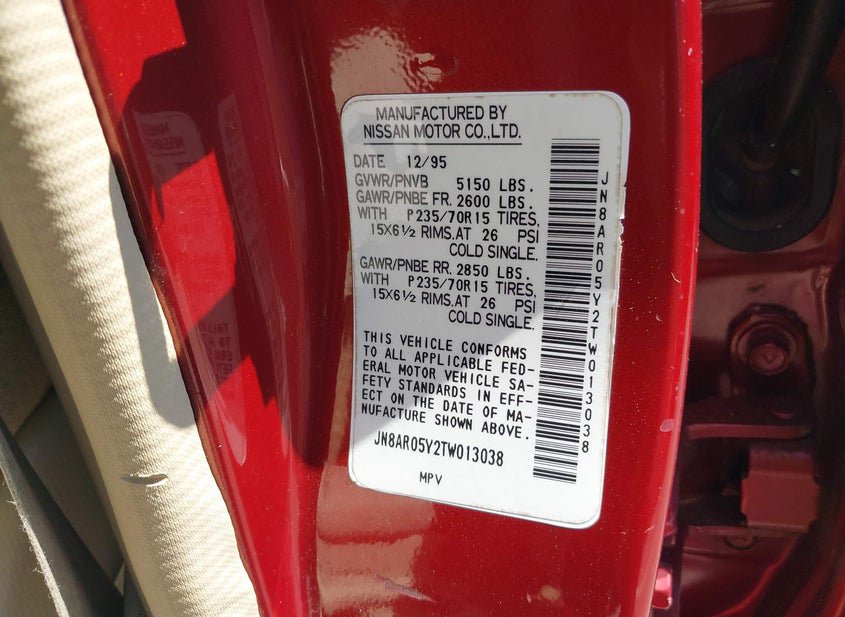 MANUFACTURED BY
NISSAN MOTOR CO.,LTD.
DATE 12/95
GVWR/PNVB 5150 LBS.
GAWR/PNBE FR. 2600 LBS.
WITH P235/70R15 TIRES,
15X6½ RIMS.AT 26 PSI
COLD SINGLE.
GAWR/PNBE RR. 2850 LBS.
WITH P235/70R15 TIRES,
15X6½ RIMS.AT 26 PSI
COLD SINGLE.
THIS VEHICLE CONFORMS
TO ALL APPLICABLE FED-
ERAL MOTOR VEHICLE SA-
FETY STANDARDS IN EFF-
ECT ON THE DATE OF MA-
NUFACTURE SHOWN ABOVE.
JN8AR05Y2TW013038
MPV
JN8AR05Y2TW013038